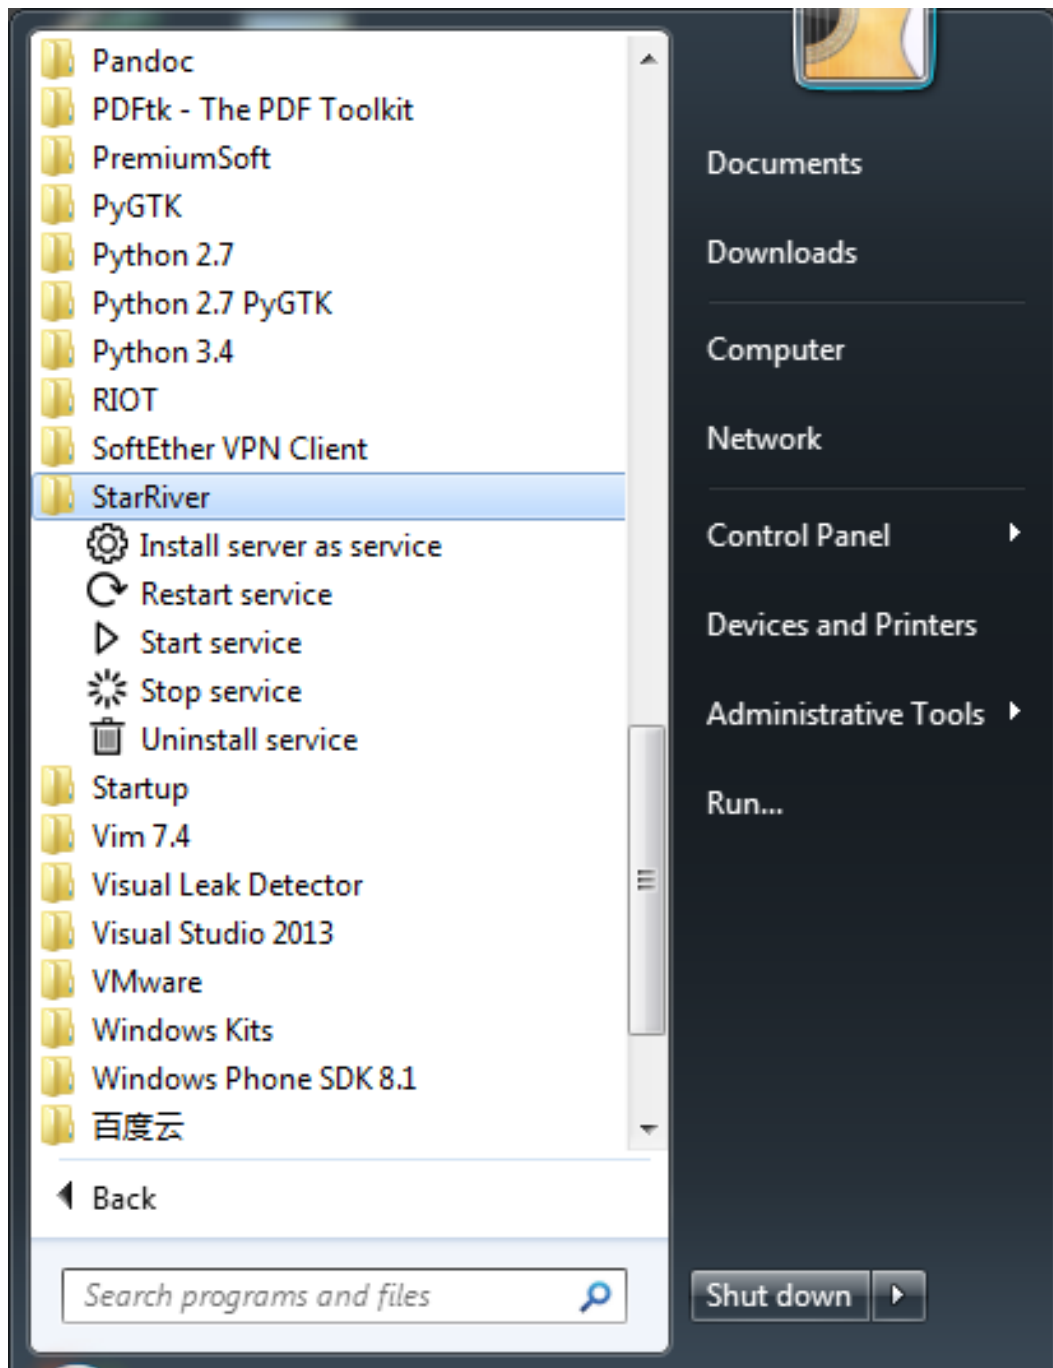 Pandoc
PDFtk - The PDF Toolkit
PremiumSoft
PyGTK
Python 2.7
Python 2.7 PyGTK
Python 3.4
RIOT
SoftEther VPN Client
StarRiver
Install server as service
Restart service
Start service
Stop service
Uninstall service
Startup
Vim 7.4
Visual Leak Detector
Visual Studio 2013
VMware
Windows Kits
Windows Phone SDK 8.1
百度云
Back
Search programs and files
Documents
Downloads
Computer
Network
Control Panel
Devices and Printers
Administrative Tools
Run...
Shut down